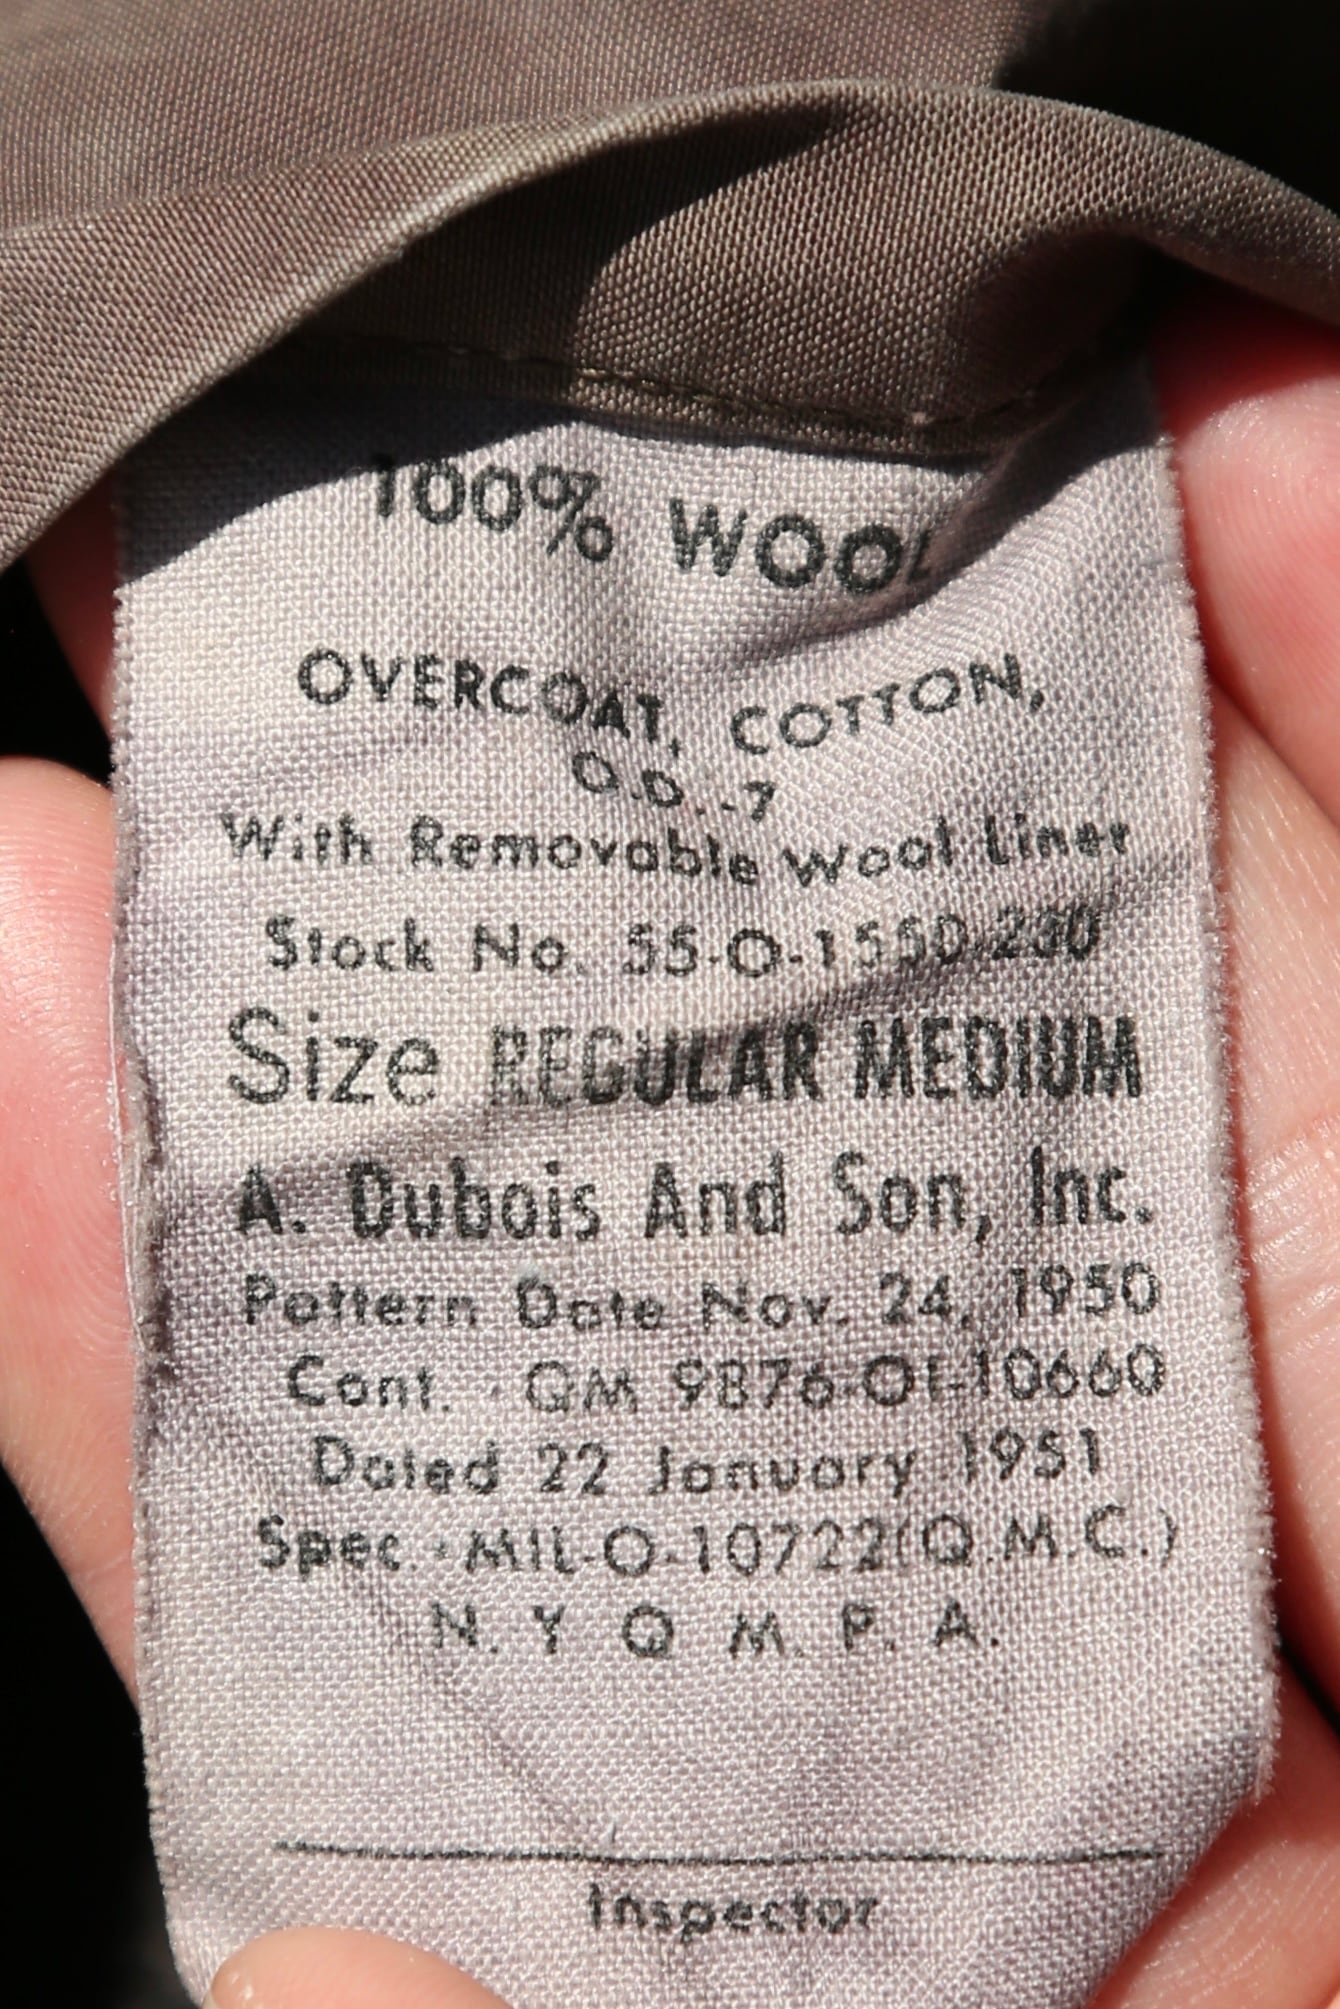 100% WOOL
OVERCOAT, COTTON,
O.D. -7
With Removable Wool Liner
Stock No. 55-O-1550-230
Size REGULAR MEDIUM
A. Dubois And Son, Inc.
Pattern Date Nov. 24, 1950
Cont. QM 9876-OI-10660
Dated 22 January 1951
Spec. MIL-O-10722(Q.M.C.)
N. Y Q M. P. A.
Inspector